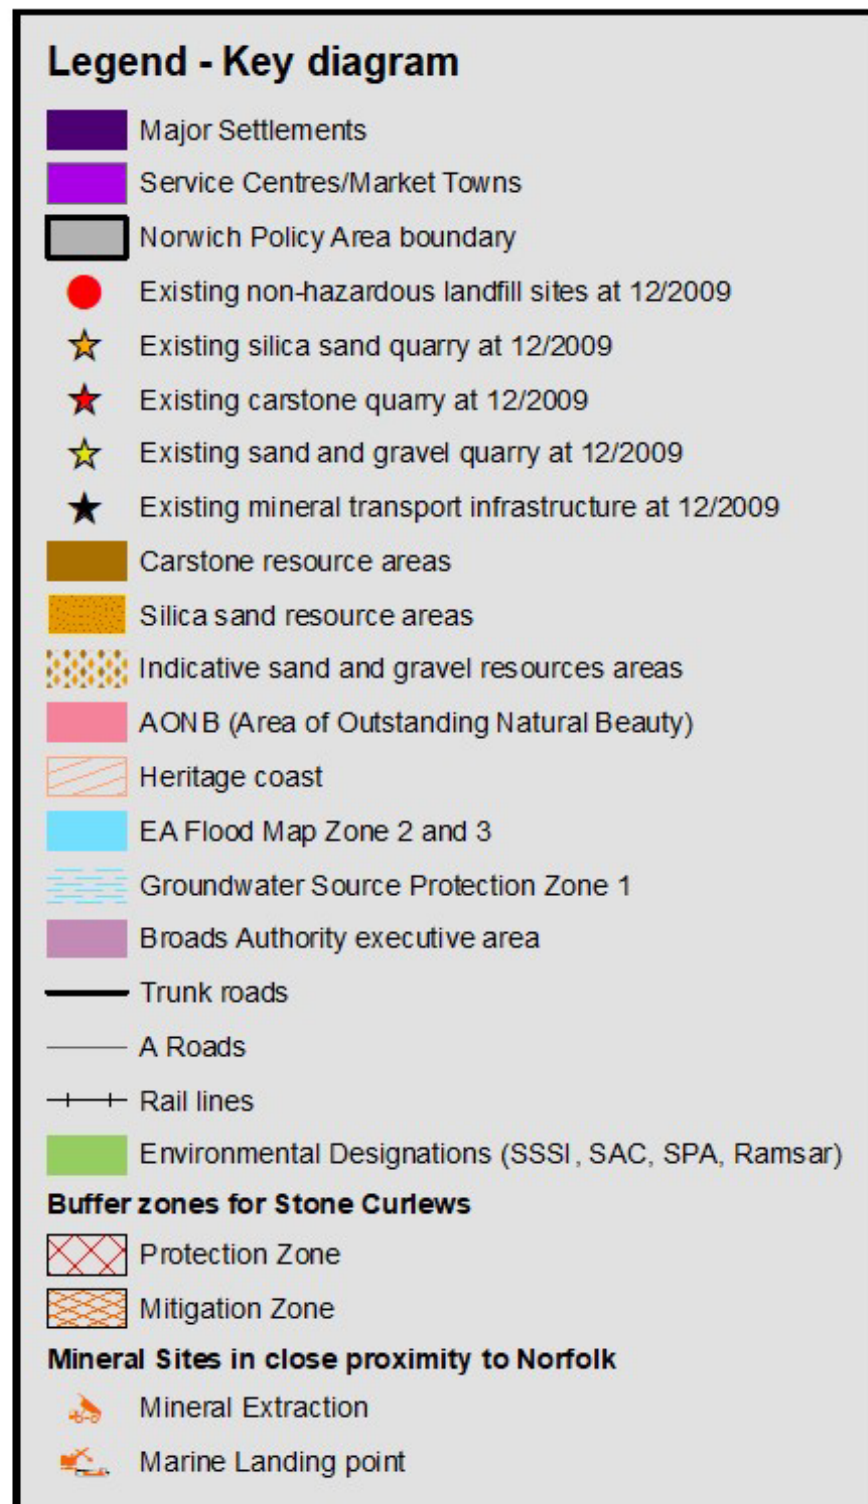 Legend - Key diagram
Major Settlements
Service Centres/Market Towns
Norwich Policy Area boundary
Existing non-hazardous landfill sites at 12/2009
Existing silica sand quarry at 12/2009
Existing carstone quarry at 12/2009
Existing sand and gravel quarry at 12/2009
Existing mineral transport infrastructure at 12/2009
Carstone resource areas
Silica sand resource areas
Indicative sand and gravel resources areas
AONB (Area of Outstanding Natural Beauty)
Heritage coast
EA Flood Map Zone 2 and 3
Groundwater Source Protection Zone 1
Broads Authority executive area
Trunk roads
A Roads
Rail lines
Environmental Designations (SSSI, SAC, SPA, Ramsar)
Buffer zones for Stone Curlews
Protection Zone
Mitigation Zone
Mineral Sites in close proximity to Norfolk
Mineral Extraction
Marine Landing point